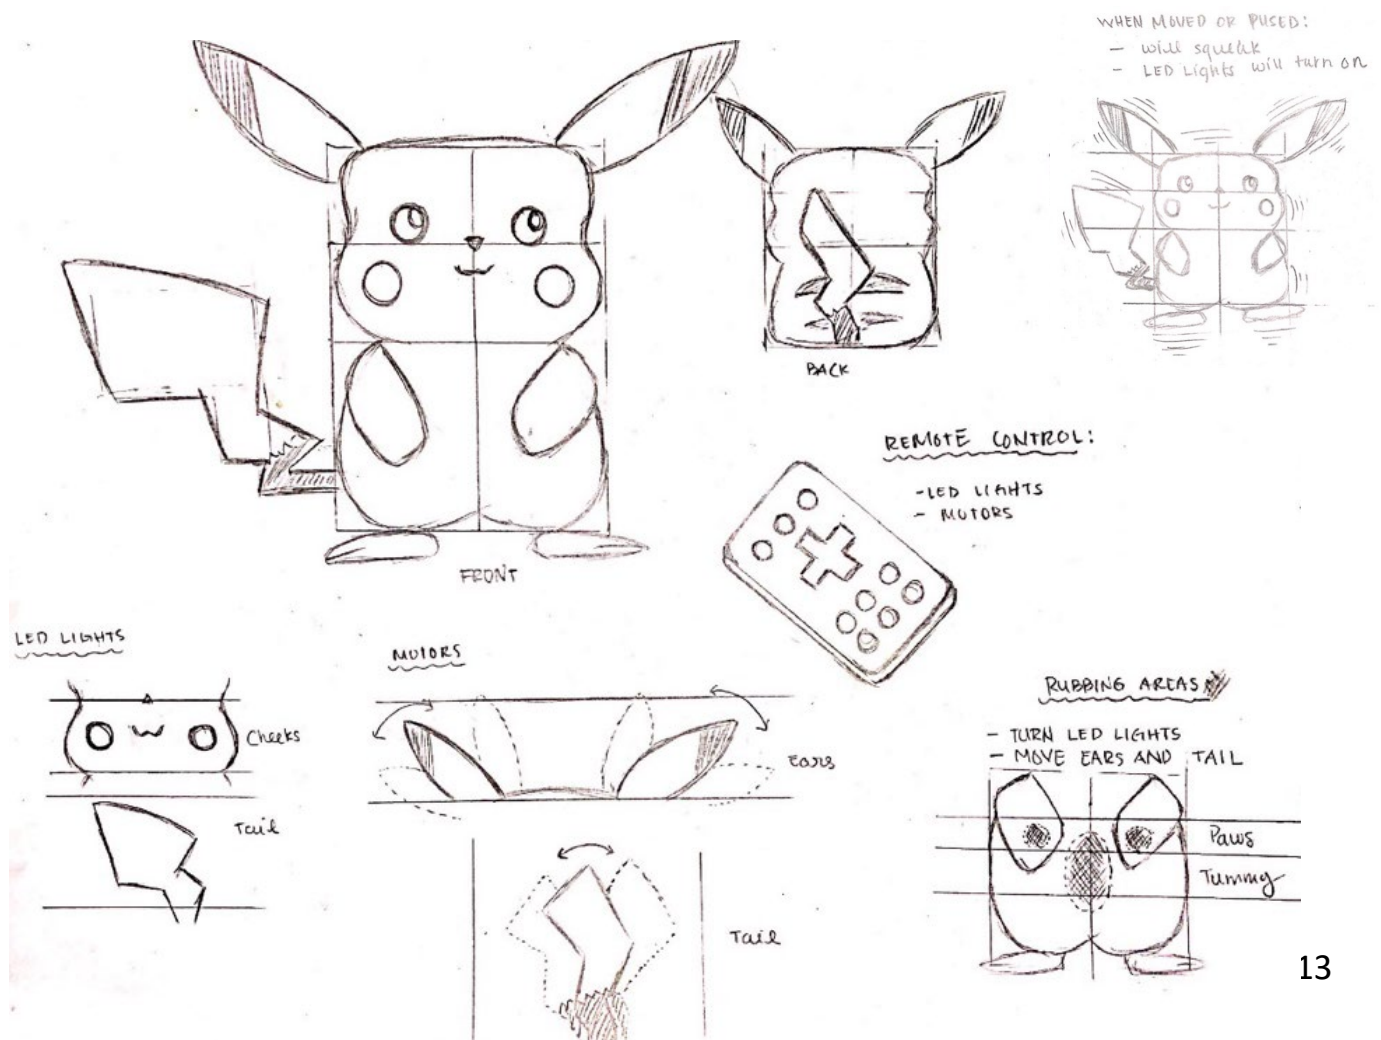 WHEN MOVED OR PUSED:
- will squeak
- LED Lights will turn on
BACK
REMOTE CONTROL:
- LED LIGHTS
- MOTORS
FRONT
LED LIGHTS
Cheeks
Tail
MOTORS
Ears
Tail
RUBBING AREAS
- TURN LED LIGHTS
- MOVE EARS AND TAIL
Paws
Tummy
13